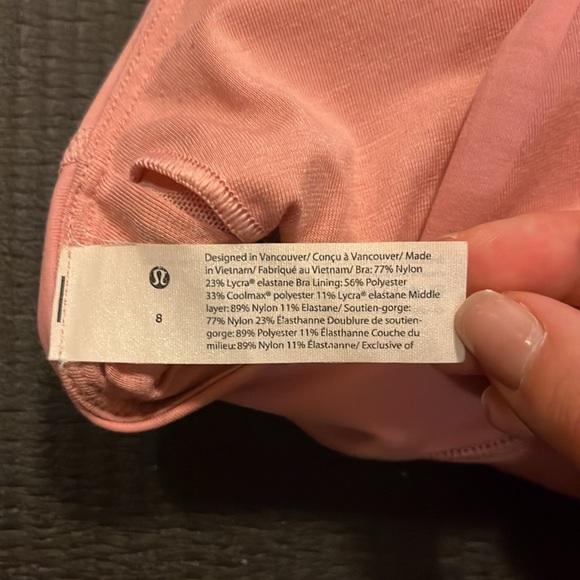 8
Designed in Vancouver/ Conçu à Vancouver/ Made
in Vietnam/ Fabriqué au Vietnam/ Bra: 77% Nylon
23% Lycra® elastane Bra Lining: 56% Polyester
33% Coolmax® polyester 11% Lycra® elastane Middle
layer: 89% Nylon 11% Elastane/ Soutien-gorge:
77% Nylon 23% Élasthanne Doublure de soutien-
gorge: 89% Polyester 11% Élasthanne Couche du
milieu: 89% Nylon 11% Élasthanne/ Exclusive of